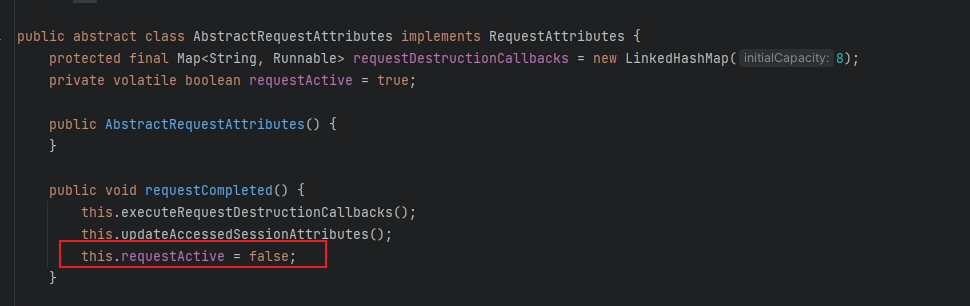 public abstract class AbstractRequestAttributes implements RequestAttributes {
protected final Map<String, Runnable> requestDestructionCallbacks = new LinkedHashMap( initialCapacity: 8);
private volatile boolean requestActive = true;
public AbstractRequestAttributes() {
}
public void requestCompleted() {
this.executeRequestDestructionCallbacks();
this.updateAccessedSessionAttributes();
this.requestActive = false;
}